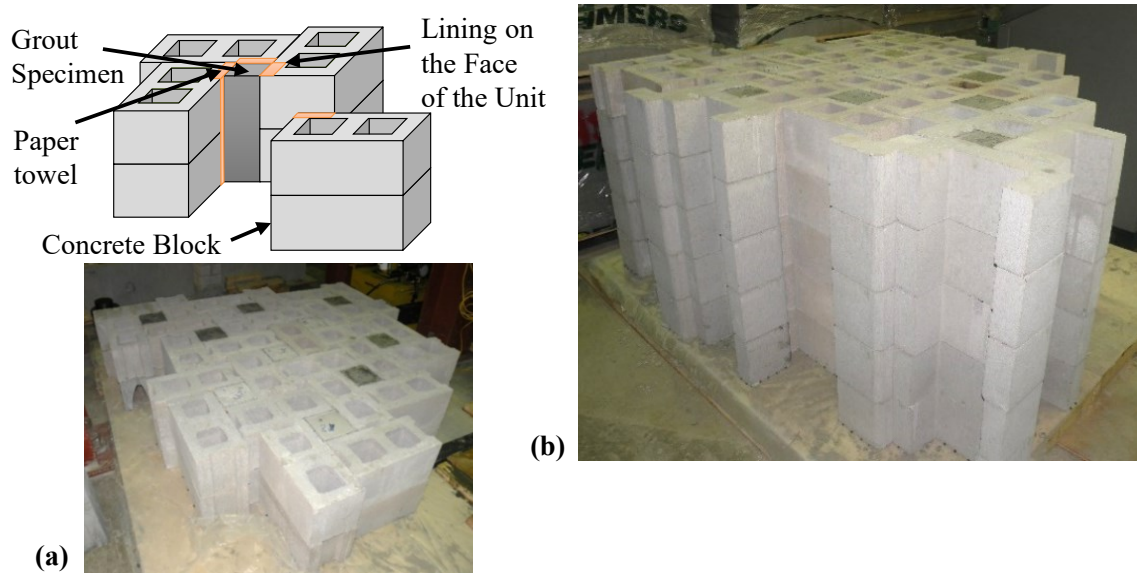 Grout
Specimen
Paper
towel
Concrete Block
Lining on
the Face
of the Unit
(a)
(b)